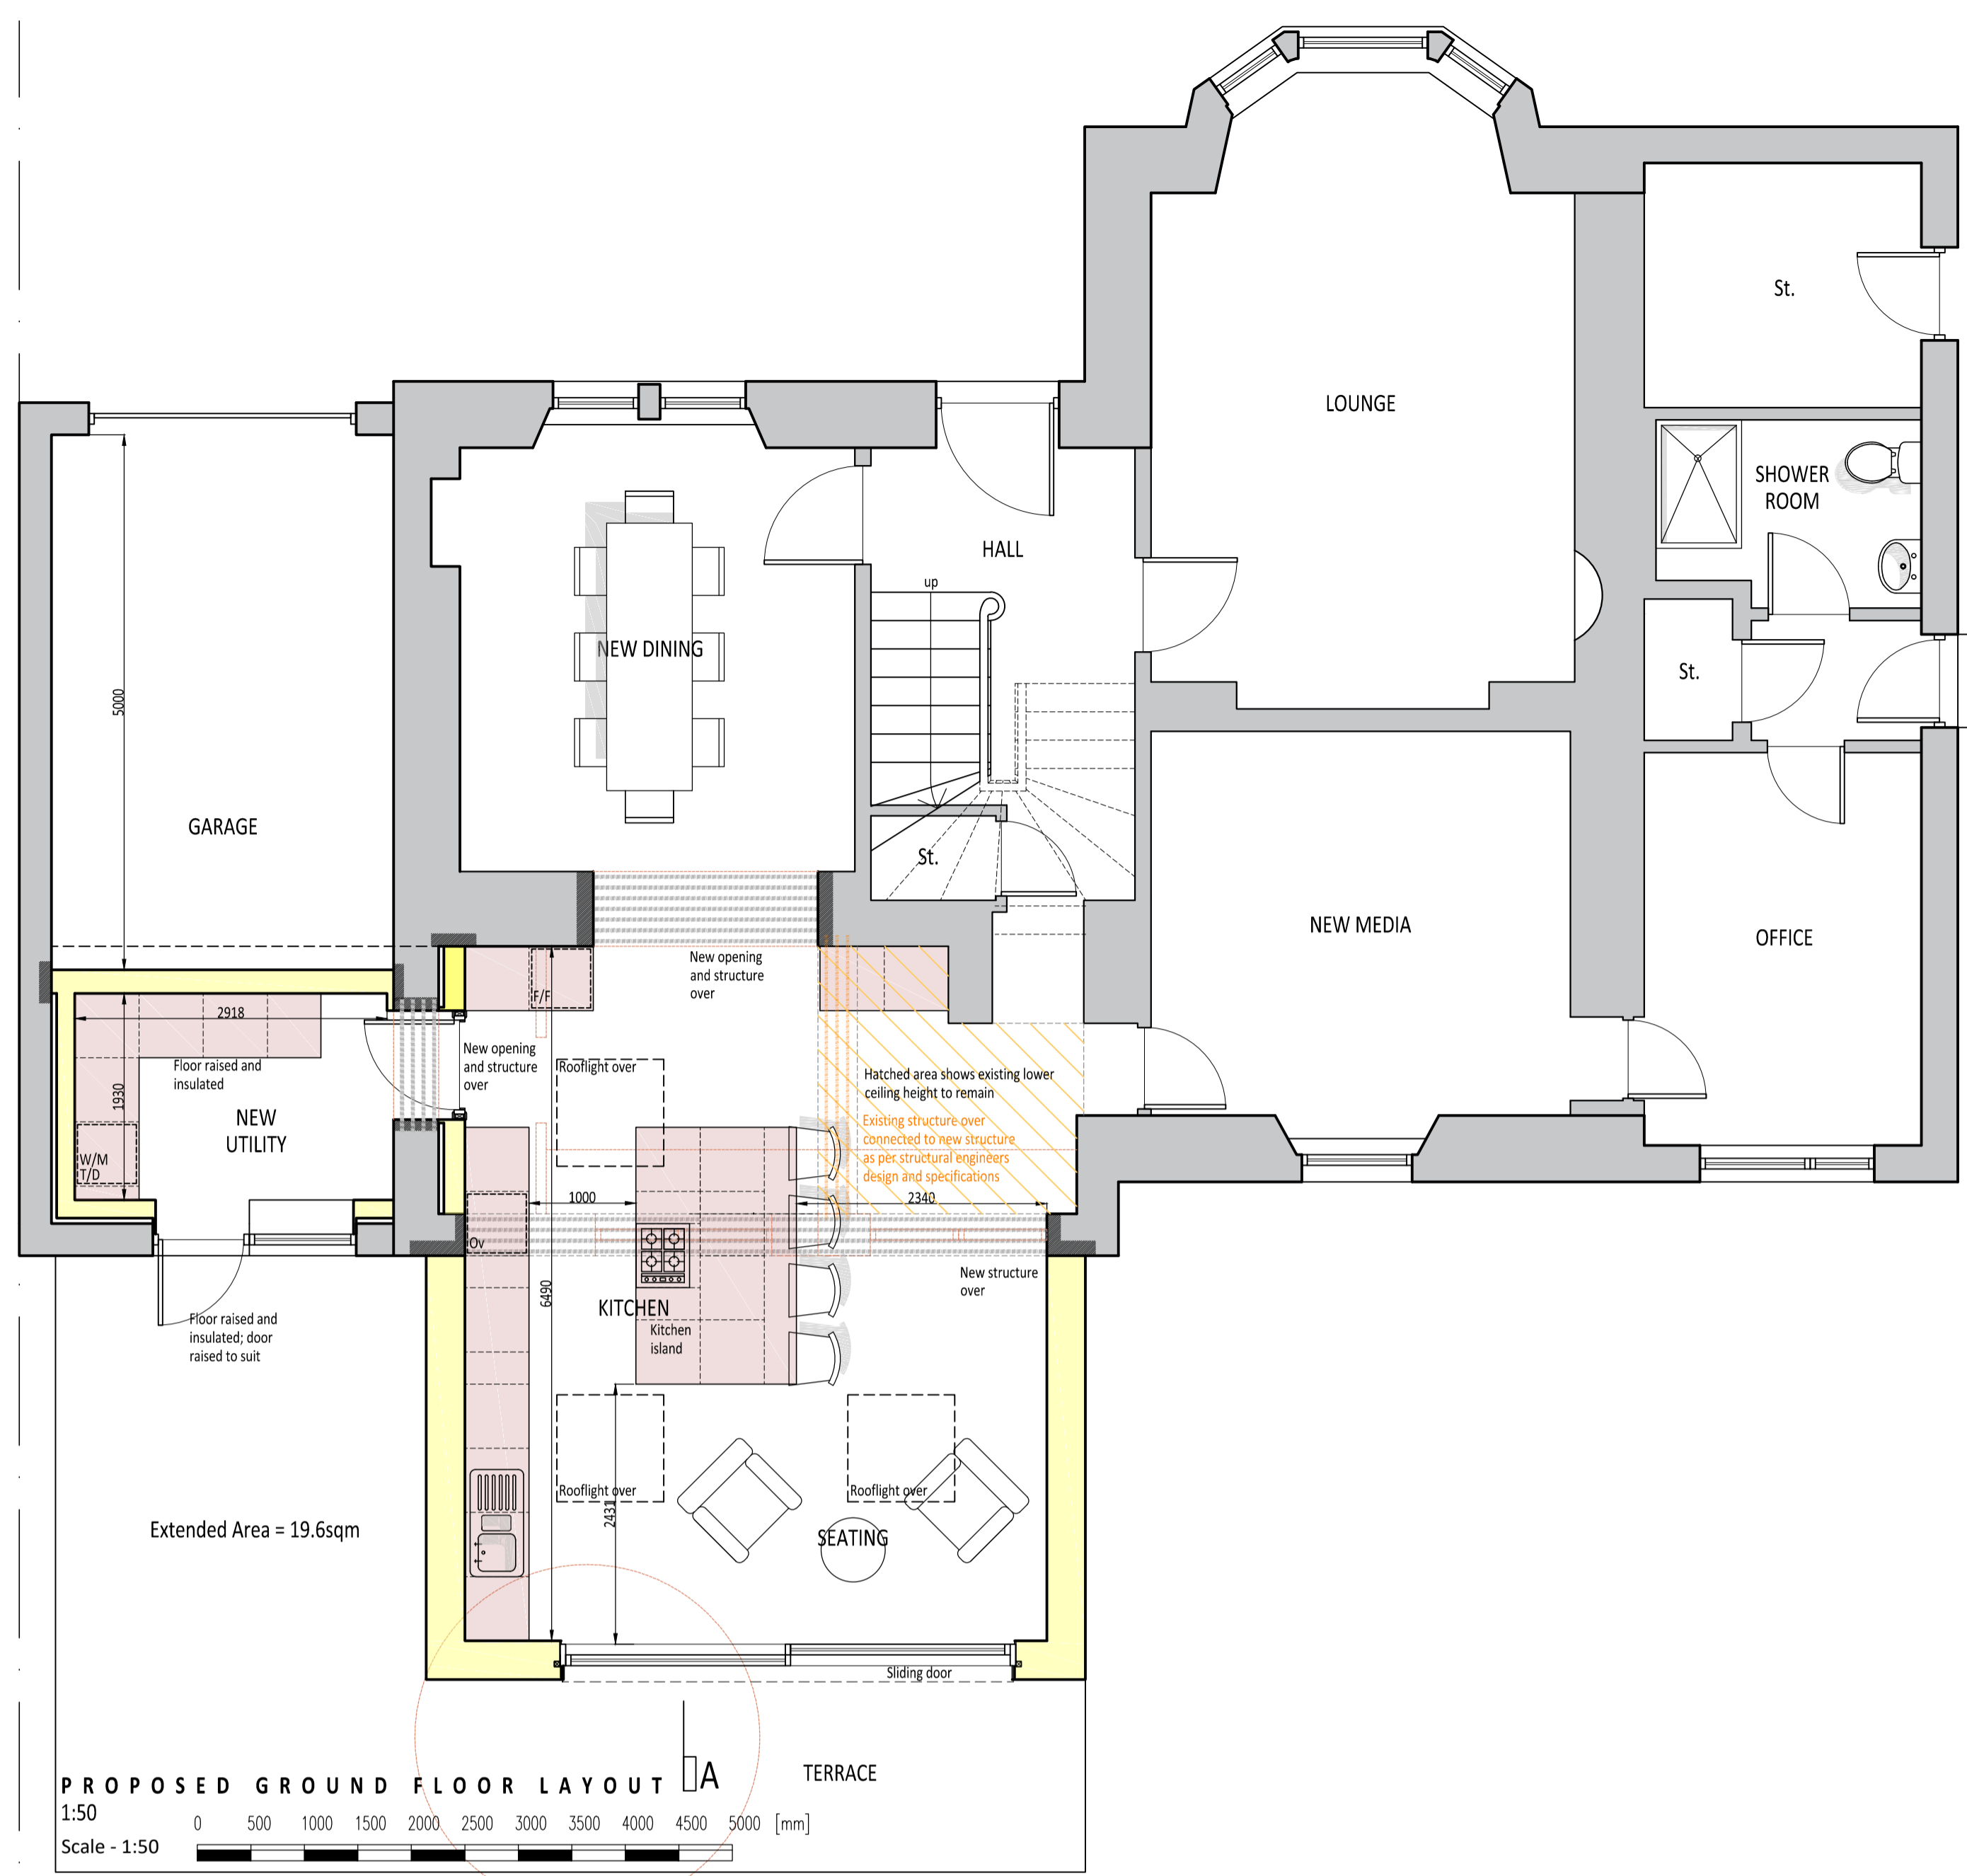 St.
LOUNGE
SHOWER
ROOM
HALL
up
NEW DINING
St.
5000
GARAGE
St.
NEW MEDIA
OFFICE
New opening
and structure
over
F/F
2918
New opening
and structure
over
Floor raised and
insulated
Rooflight over
Hatched area shows existing lower
ceiling height to remain
1930
NEW
UTILITY
Existing structure over
connected to new structure
as per structural engineers
design and specifications
W/M
T/D
1000
2340
Ov
New structure
over
6490
KITCHEN
Kitchen
island
Floor raised and
insulated; door
raised to suit
Rooflight over
Rooflight over
2431
Extended Area = 19.6sqm
SEATING
Sliding door
TERRACE
A
PROPOSED GROUND FLOOR LAYOUT
1:50
0 500 1000 1500 2000 2500 3000 3500 4000 4500 5000 [mm]
Scale - 1:50